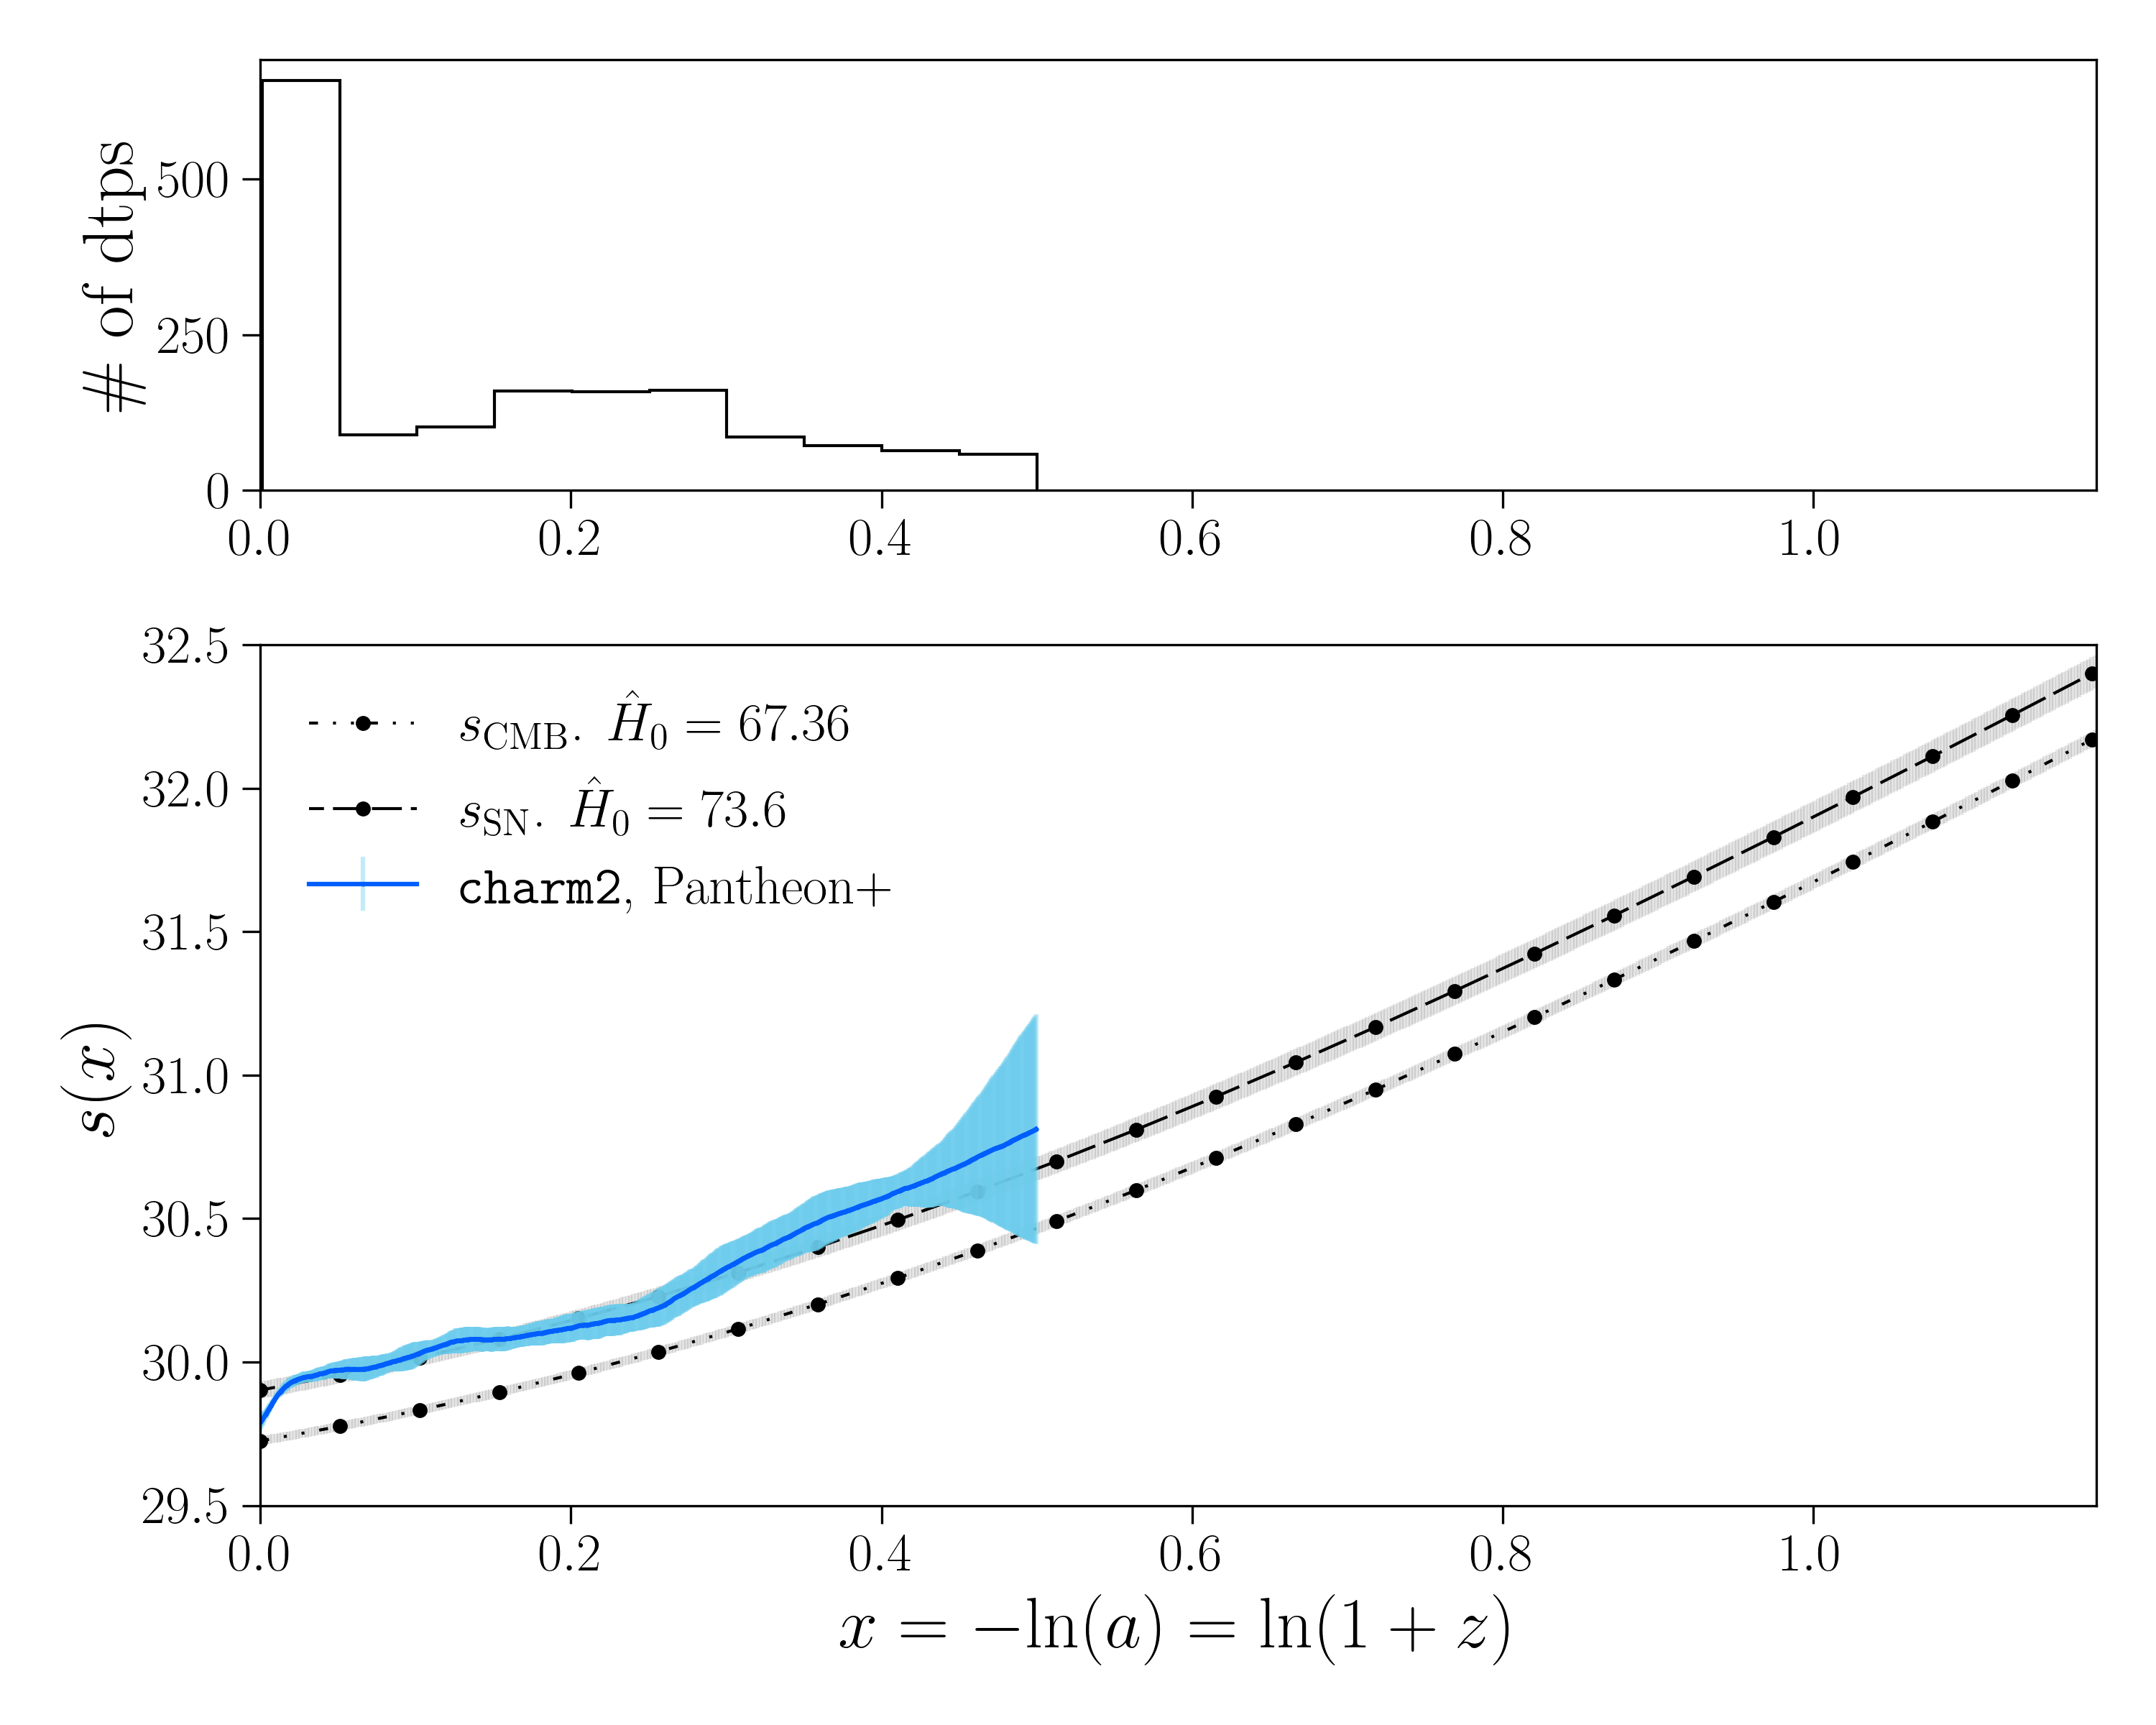 # of dtps
500
250
0
0.0 0.2 0.4 0.6 0.8 1.0
s(x)
32.5
32.0
31.5
31.0
30.5
30.0
29.5
s_CMB. Ĥ_0 = 67.36
s_SN. Ĥ_0 = 73.6
charm2, Pantheon+
0.0 0.2 0.4 0.6 0.8 1.0
x = −ln(a) = ln(1 + z)